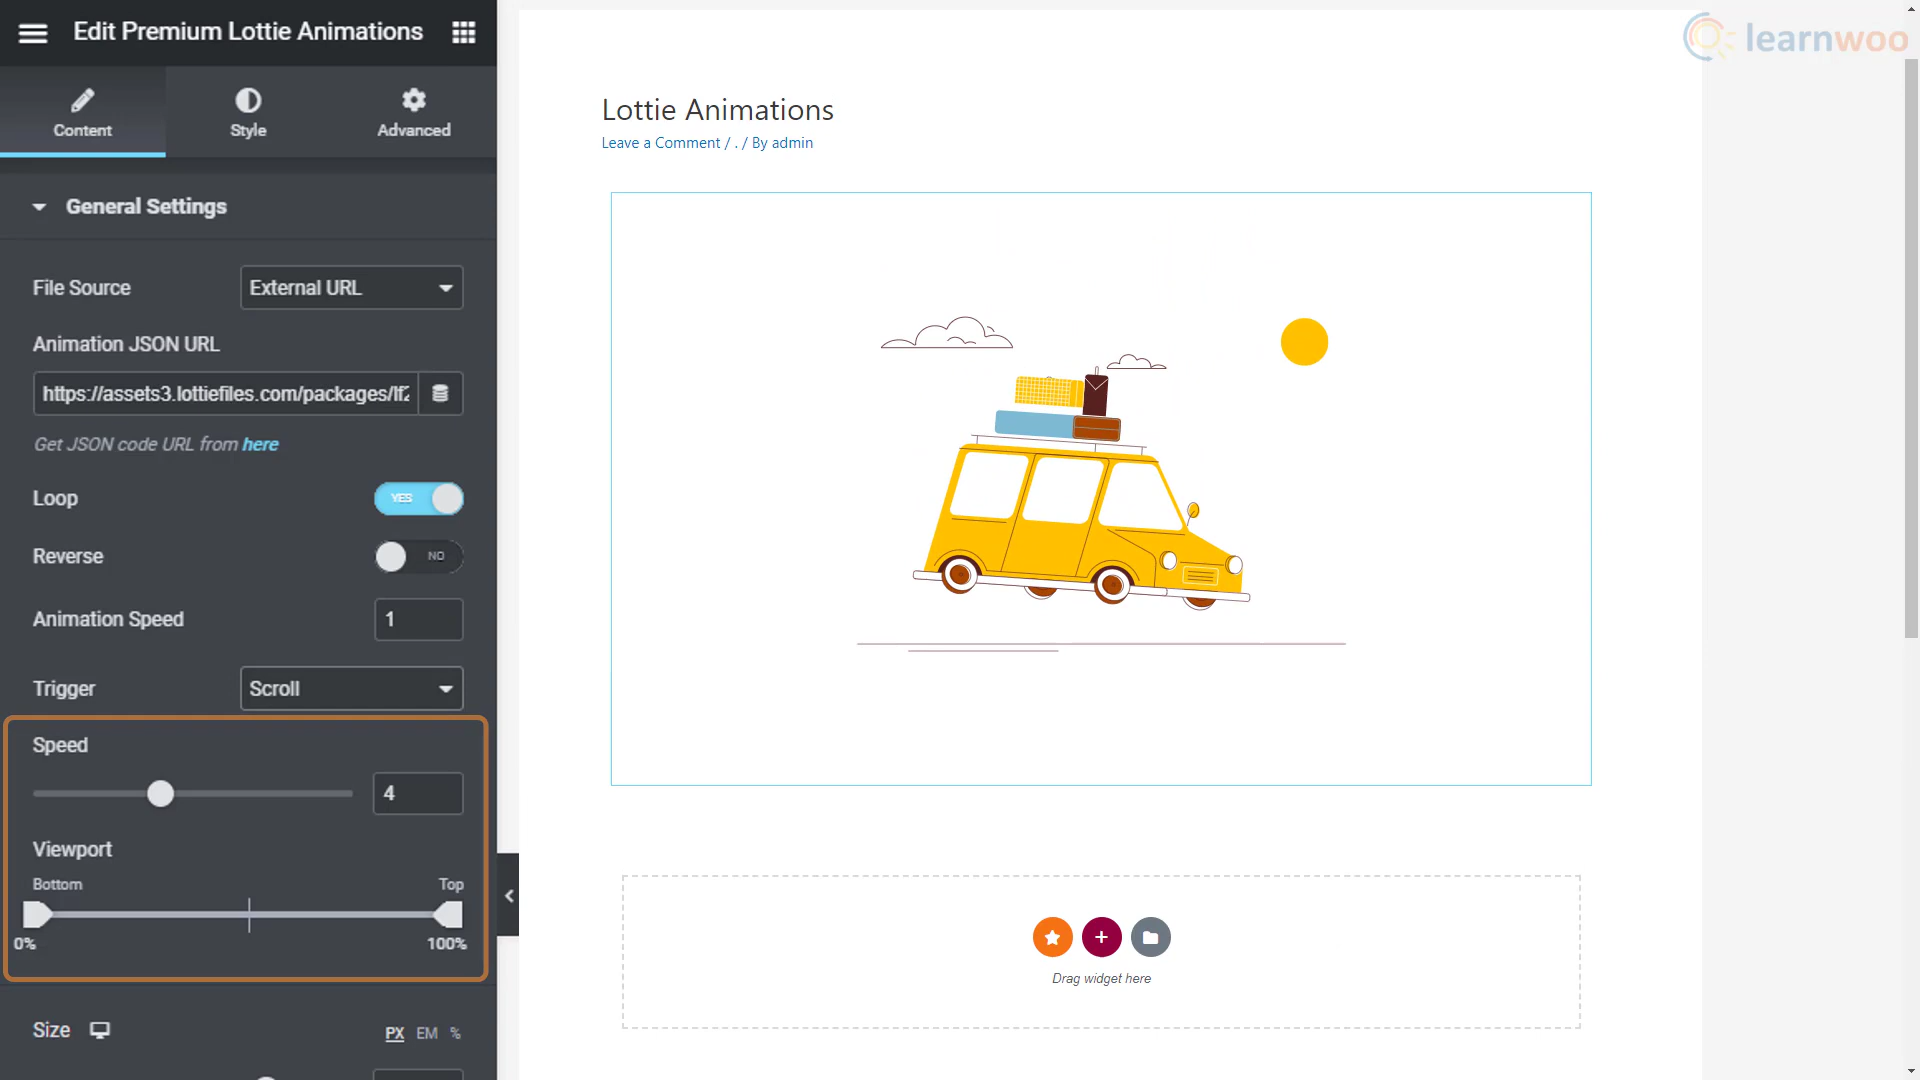 Edit Premium Lottie Animations
Content
Style
Advanced
General Settings
File Source
External URL
Animation JSON URL
https://assets3.lottiefiles.com/packages/lf2
Get JSON code URL from here
Loop
YES
Reverse
NO
Animation Speed
1
Trigger
Scroll
Speed
4
Viewport
Bottom
Top
0%
100%
Size
PX EM %
learnwoo
Lottie Animations
Leave a Comment / . / By admin
Drag widget here